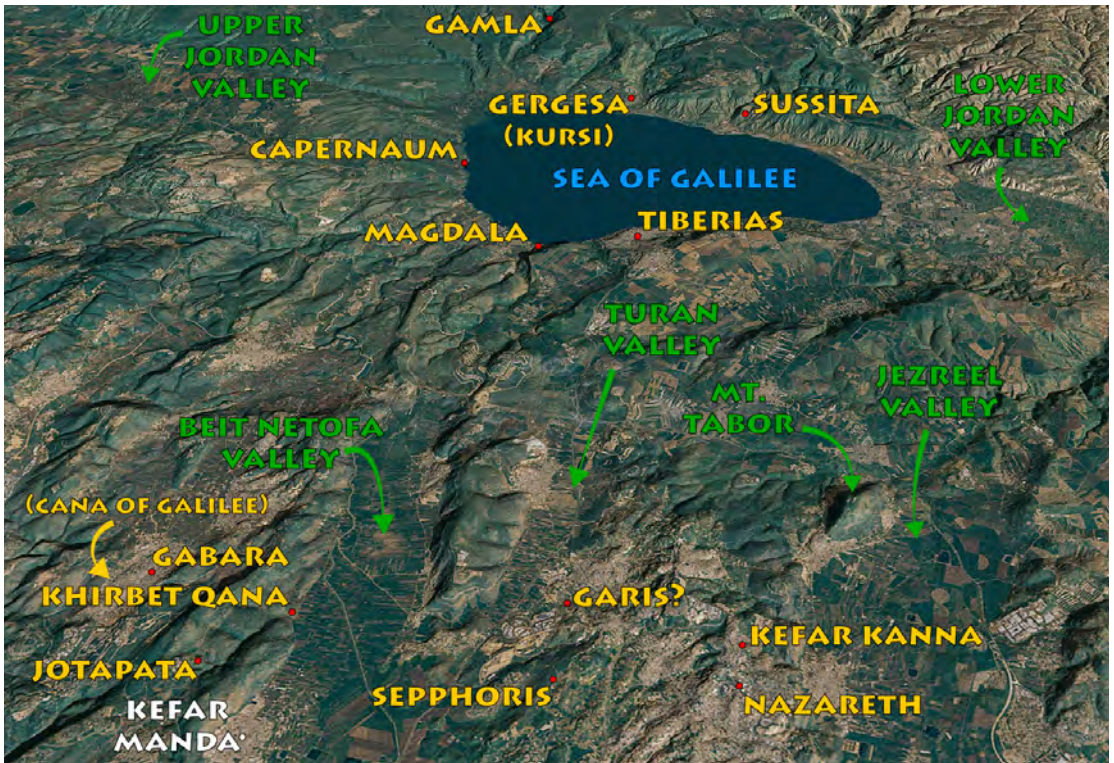 GAMLA
UPPER
JORDAN
VALLEY
GERGESA
(KURSI)
SUSSITA
LOWER
JORDAN
VALLEY
CAPERNAUM
SEA OF GALILEE
MAGDALA
TIBERIAS
TURAN
VALLEY
MT.
TABOR
JEZREEL
VALLEY
BEIT NETOFA
VALLEY
(CANA OF GALILEE)
GABARA
KHIRBET QANA
GARIS?
KEFAR KANNA
JOTAPATA
SEPPHORIS
NAZARETH
KEFAR
MANDA'